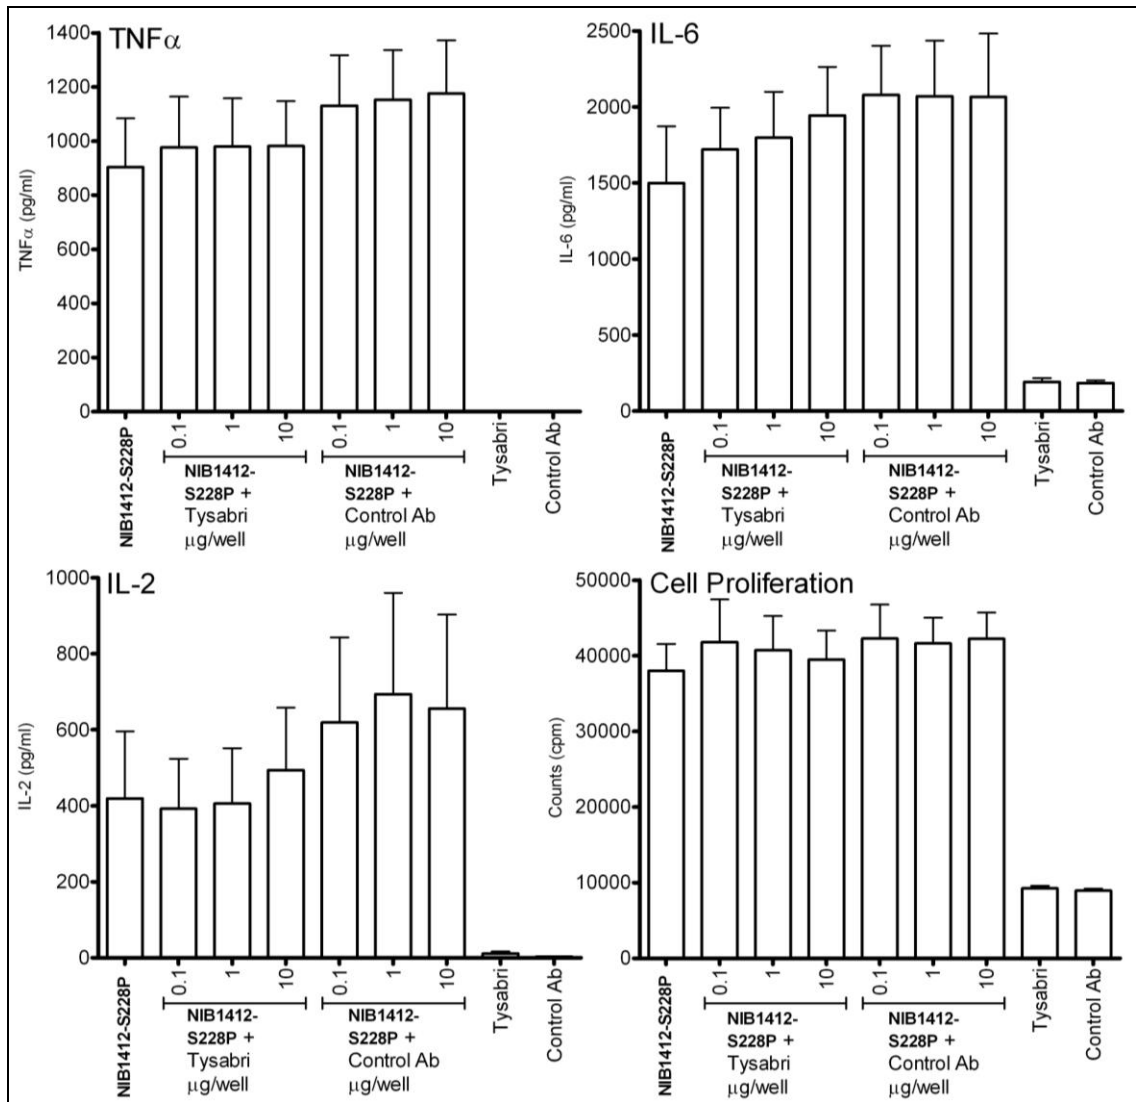 TNFα
1400
1200
1000
800
600
400
200
0
TNFα (pg/ml)
NIB1412-S228P
0.1
1
10
NIB1412-
S228P +
Tysabri
μg/well
0.1
1
10
NIB1412-
S228P +
Control Ab
μg/well
Tysabri
Control Ab
IL-6
2500
2000
1500
1000
500
0
IL-6 (pg/ml)
NIB1412-S228P
0.1
1
10
NIB1412-
S228P +
Tysabri
μg/well
0.1
1
10
NIB1412-
S228P +
Control Ab
μg/well
Tysabri
Control Ab
IL-2
1000
800
600
400
200
0
IL-2 (pg/ml)
NIB1412-S228P
0.1
1
10
NIB1412-
S228P +
Tysabri
μg/well
0.1
1
10
NIB1412-
S228P +
Control Ab
μg/well
Tysabri
Control Ab
Cell Proliferation
50000
40000
30000
20000
10000
0
Counts (cpm)
NIB1412-S228P
0.1
1
10
NIB1412-
S228P +
Tysabri
μg/well
0.1
1
10
NIB1412-
S228P +
Control Ab
μg/well
Tysabri
Control Ab